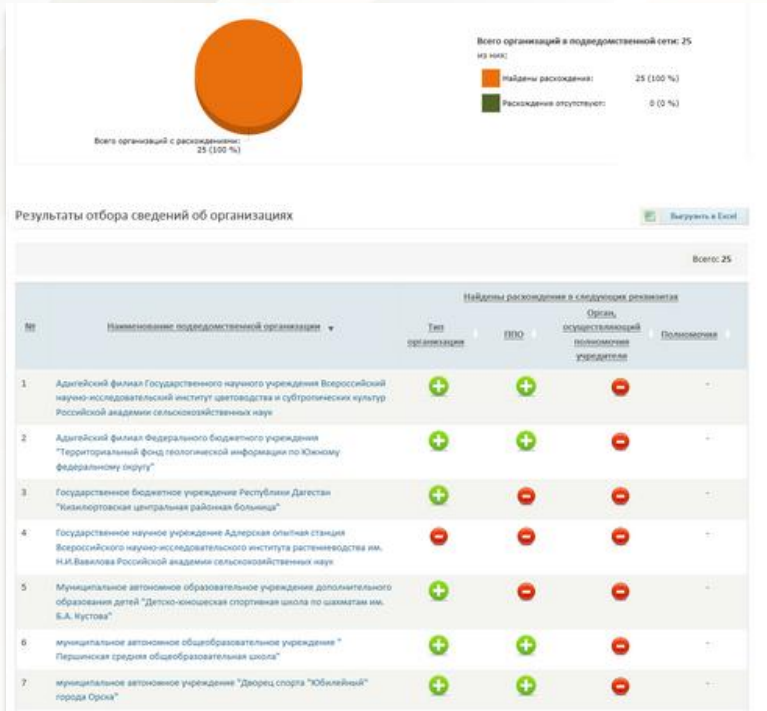 Всего организаций в подведомственной сети: 25
из них:
Найдены расхождения: 25 (100 %)
Расхождения отсутствуют: 0 (0 %)
Всего организаций с расхождениями:
25 (100 %)
Результаты отбора сведений об организациях
Выгрузить в Excel
Всего: 25
Найдены расхождения в следующих реквизитах
№
Наименование подведомственной организации
Тип
организации
ППО
Орган,
осуществляющий
полномочия
учредителя
Полномочия
1 Адыгейский филиал Государственного научного учреждения Всероссийский
научно-исследовательский институт цветоводства и субтропических культур
Российской академии сельскохозяйственных наук
-
2 Адыгейский филиал Федерального бюджетного учреждения
"Территориальный фонд геологической информации по Южному
федеральному округу"
-
3 Государственное бюджетное учреждение Республики Дагестан
"Кизилюртовская центральная районная больница"
-
4 Государственное научное учреждение Адлерская опытная станция
Всероссийского научно-исследовательского института растениеводства им.
Н.И.Вавилова Российской академии сельскохозяйственных наук
-
5 Муниципальное автономное образовательное учреждение дополнительного
образования детей "Детско-юношеская спортивная школа по шахматам им.
Б.А. Кустова"
-
6 муниципальное автономное общеобразовательное учреждение "
Першинская средняя общеобразовательная школа"
-
7 муниципальное автономное учреждение "Дворец спорта "Юбилейный"
города Орска"
-